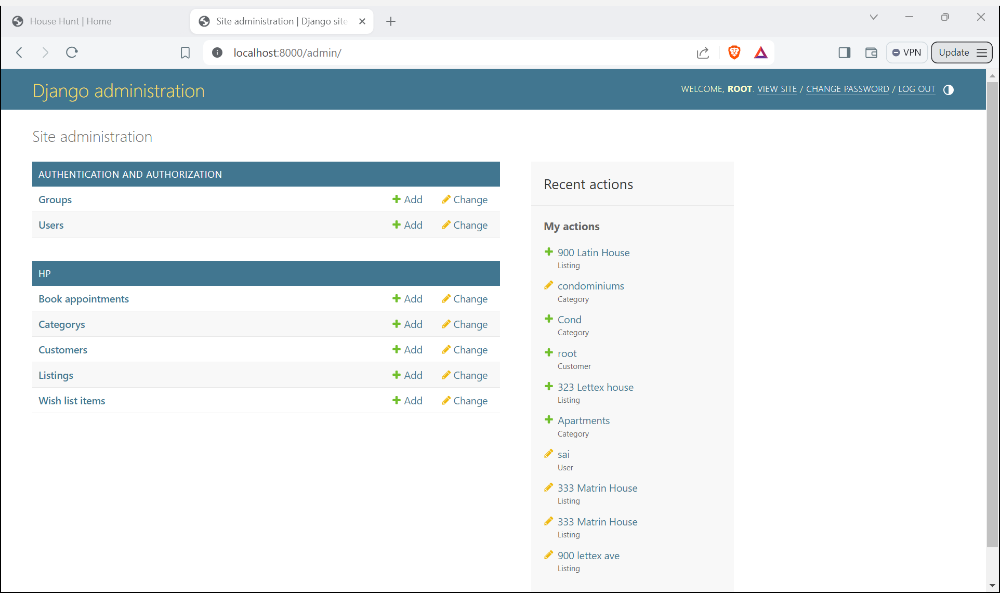 House Hunt | Home
Site administration | Django site
localhost:8000/admin/
VPN
Update
Django administration
WELCOME, ROOT. VIEW SITE / CHANGE PASSWORD / LOG OUT
Site administration
AUTHENTICATION AND AUTHORIZATION
Groups Add Change
Users Add Change
HP
Book appointments Add Change
Categorys Add Change
Customers Add Change
Listings Add Change
Wish list items Add Change
Recent actions
My actions
900 Latin House
Listing
condominiums
Category
Cond
Category
root
Customer
323 Lettex house
Listing
Apartments
Category
sai
User
333 Matrin House
Listing
333 Matrin House
Listing
900 lettex ave
Listing